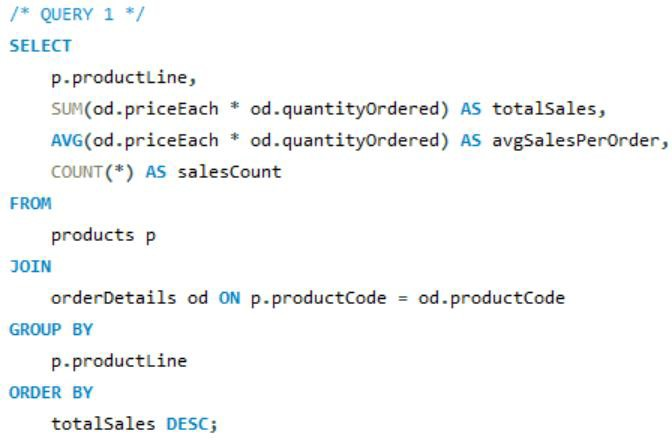 /* QUERY 1 */
SELECT
    p.productLine,
    SUM(od.priceEach * od.quantityOrdered) AS totalSales,
    AVG(od.priceEach * od.quantityOrdered) AS avgSalesPerOrder,
    COUNT(*) AS salesCount
FROM
    products p
JOIN
    orderDetails od ON p.productCode = od.productCode
GROUP BY
    p.productLine
ORDER BY
    totalSales DESC;